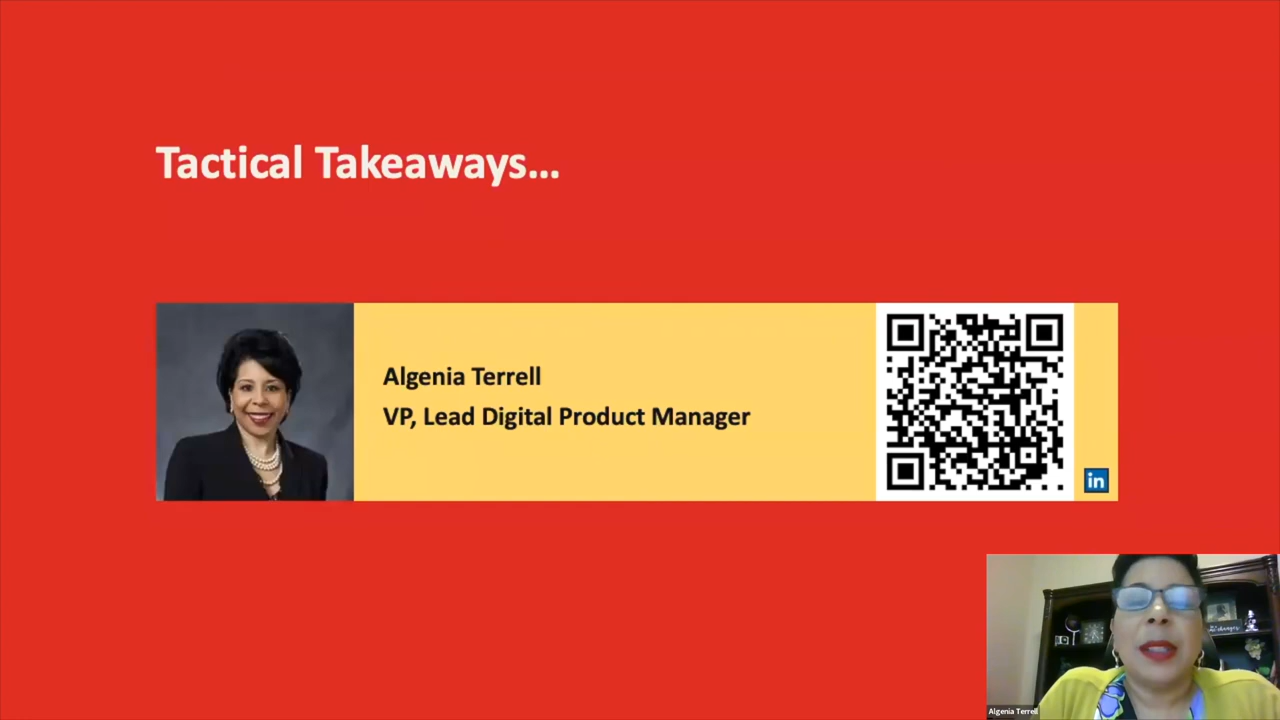 Tactical Takeaways...
Algenia Terrell
VP, Lead Digital Product Manager
in
Algenia Terrell